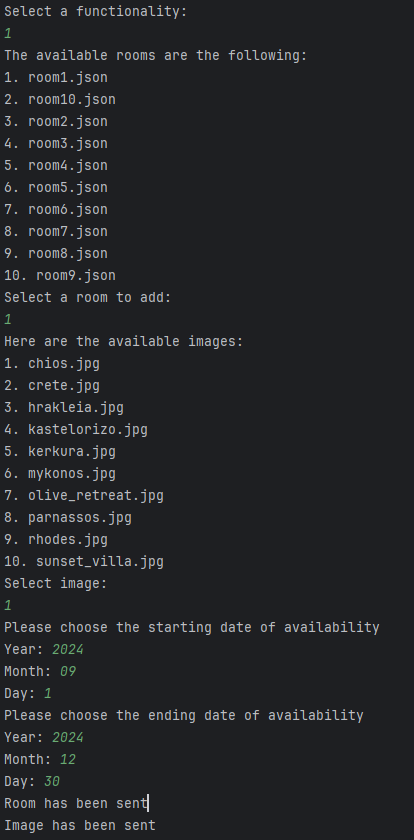 Select a functionality:
1
The available rooms are the following:
1. room1.json
2. room10.json
3. room2.json
4. room3.json
5. room4.json
6. room5.json
7. room6.json
8. room7.json
9. room8.json
10. room9.json
Select a room to add:
1
Here are the available images:
1. chios.jpg
2. crete.jpg
3. hrakleia.jpg
4. kastelorizo.jpg
5. kerkura.jpg
6. mykonos.jpg
7. olive_retreat.jpg
8. parnassos.jpg
9. rhodes.jpg
10. sunset_villa.jpg
Select image:
1
Please choose the starting date of availability
Year: 2024
Month: 09
Day: 1
Please choose the ending date of availability
Year: 2024
Month: 12
Day: 30
Room has been sent
Image has been sent